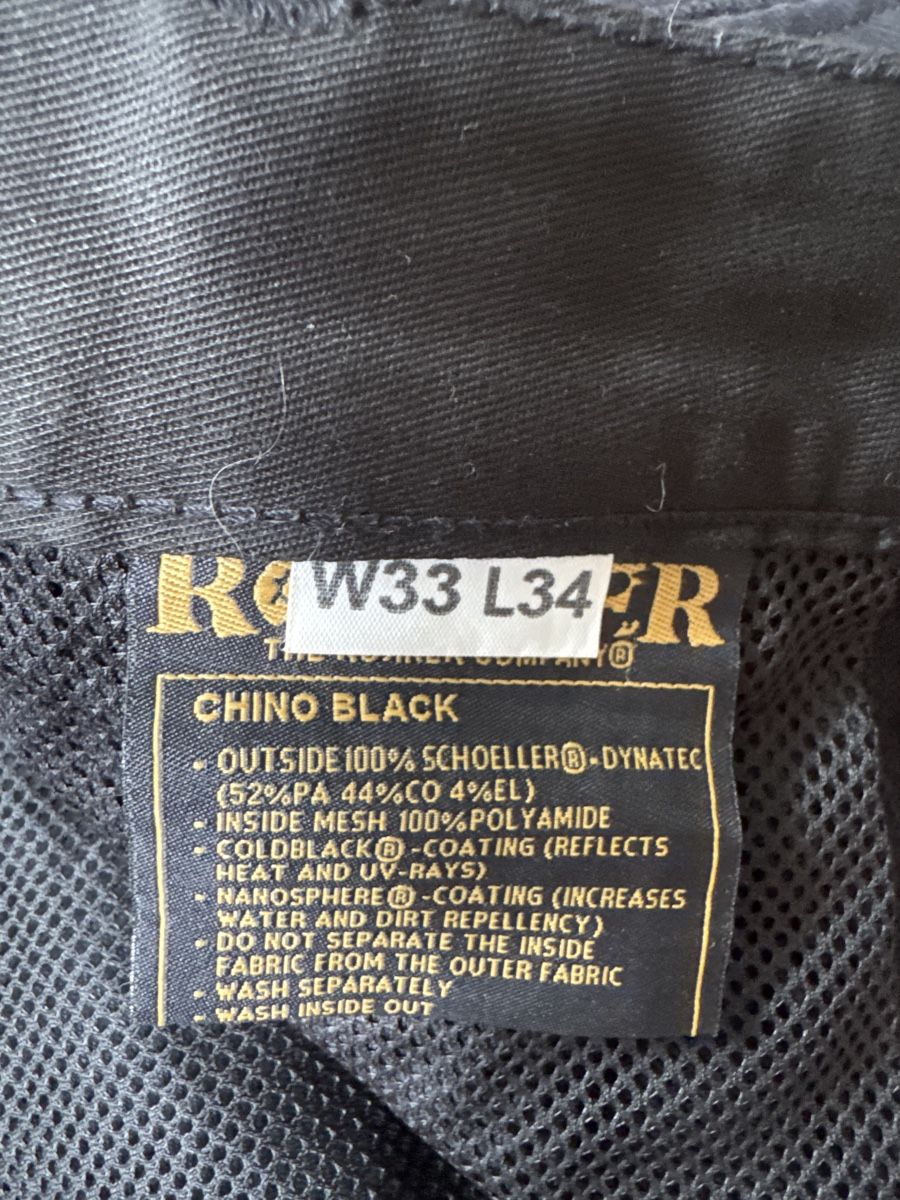 W33 L34
COMPANY®
CHINO BLACK
- OUTSIDE 100% SCHOELLER®-DYNATEC
(52%PA 44%CO 4%EL)
- INSIDE MESH 100%POLYAMIDE
- COLDBLACK®-COATING (REFLECTS
HEAT AND UV-RAYS)
- NANOSPHERE®-COATING (INCREASES
WATER AND DIRT REPELLENCY)
- DO NOT SEPARATE THE INSIDE
FABRIC FROM THE OUTER FABRIC
- WASH SEPARATELY
- WASH INSIDE OUT